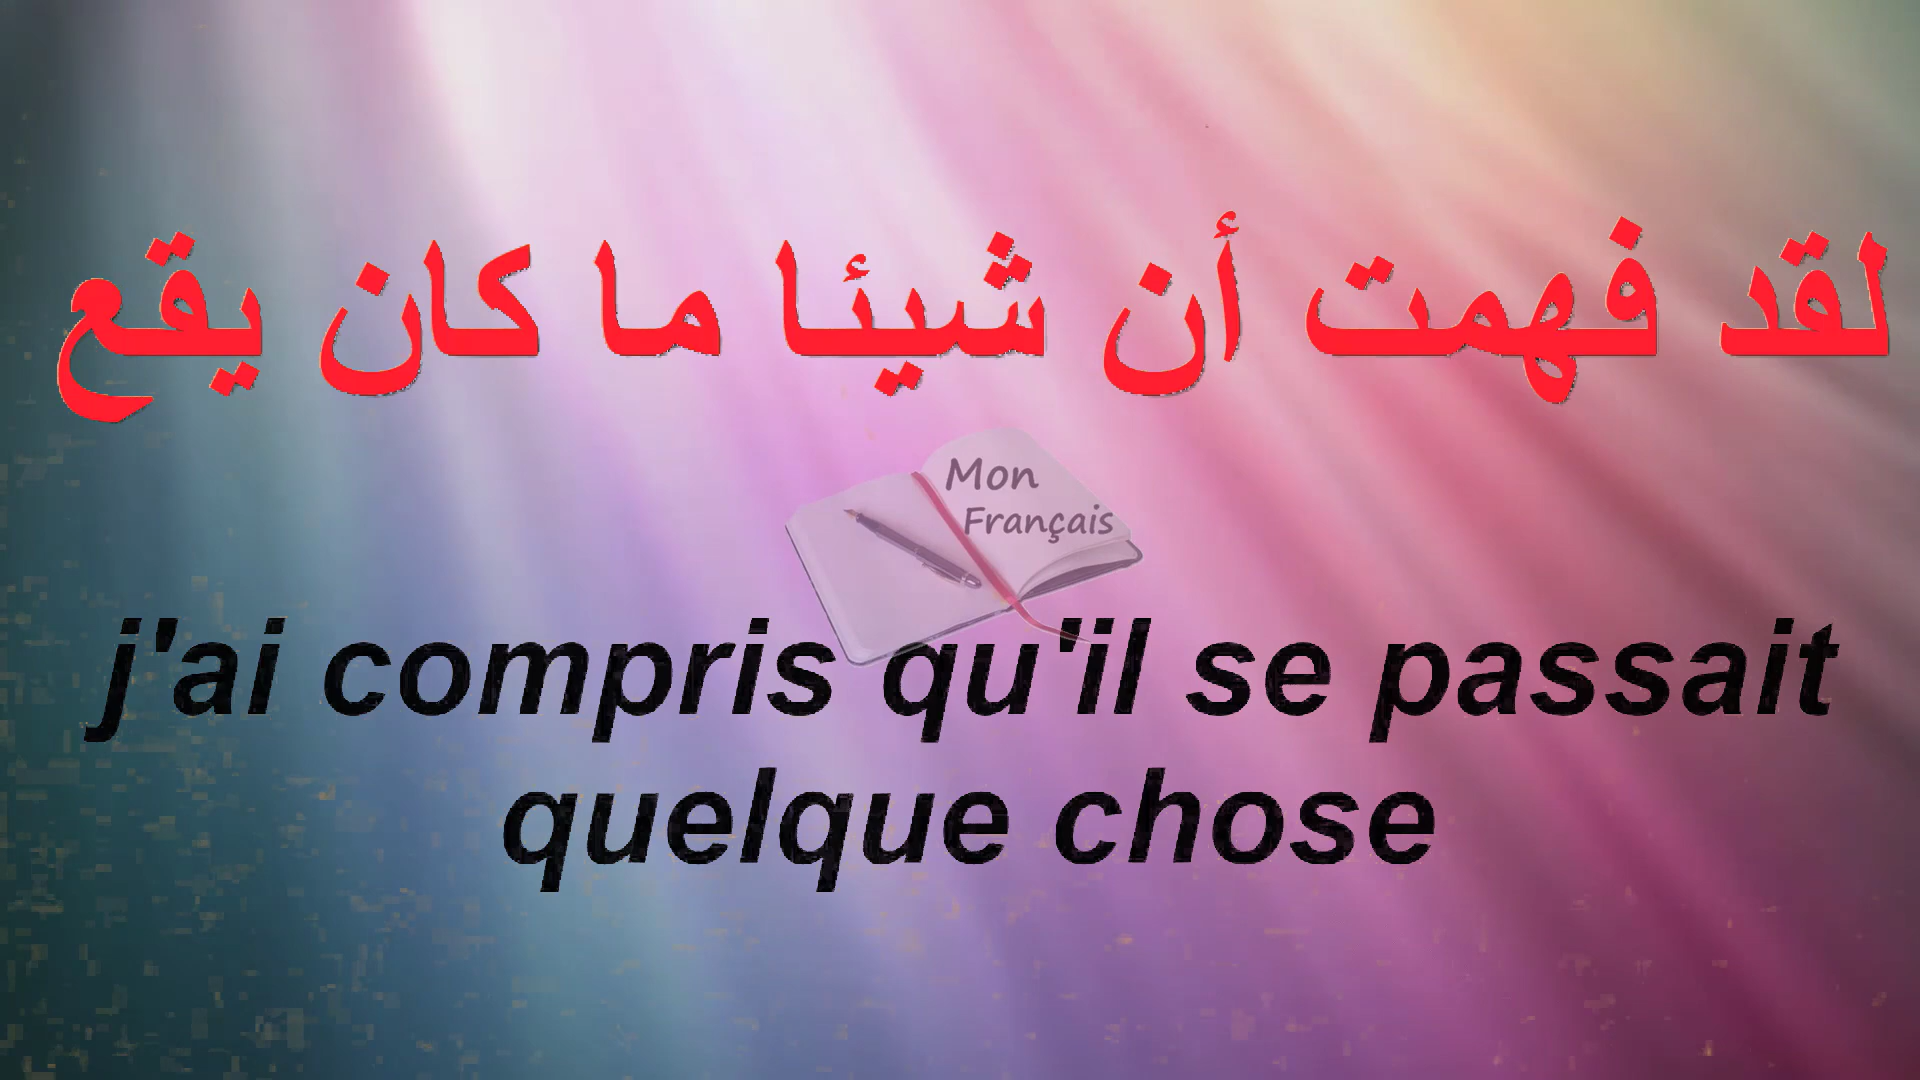 لقد فهمت أن شيئا ما كان يقع
Mon
Français
j'ai compris qu'il se passait
quelque chose